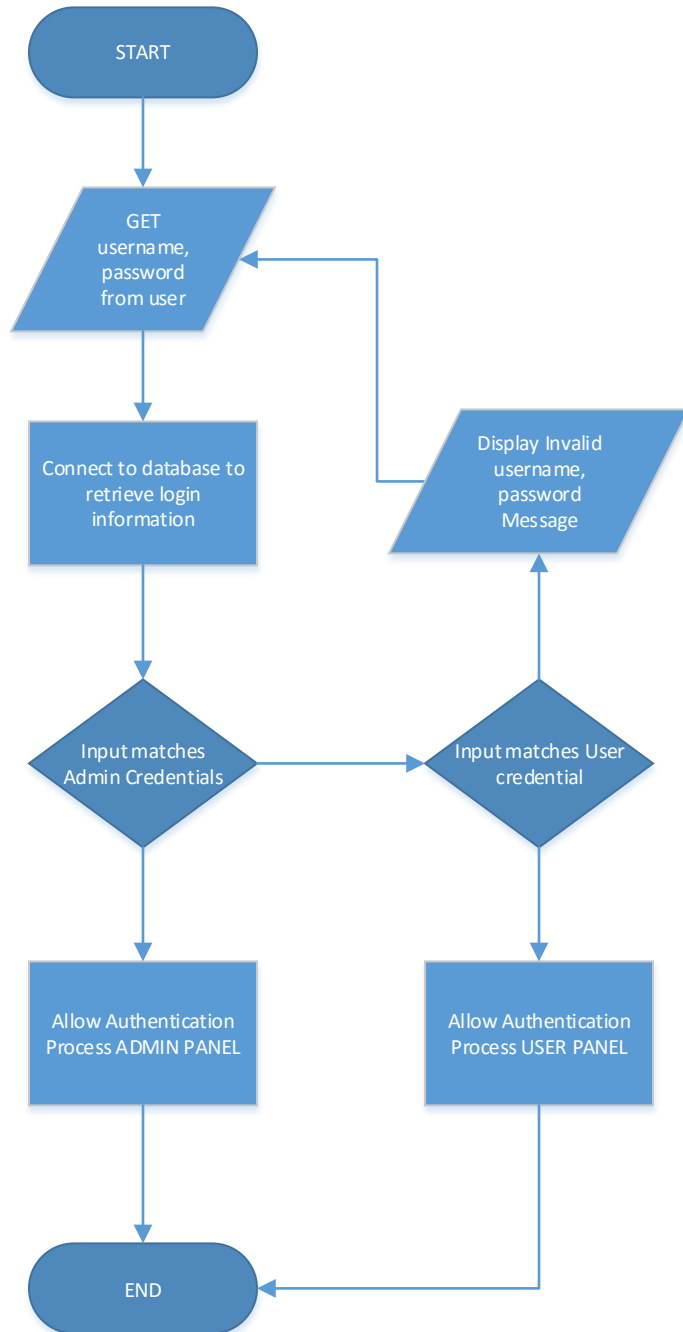 START
GET
username,
password
from user
Connect to database to
retrieve login
information
Display Invalid
username,
password
Message
Input matches
Admin Credentials
Input matches User
credential
Allow Authentication
Process ADMIN PANEL
Allow Authentication
Process USER PANEL
END